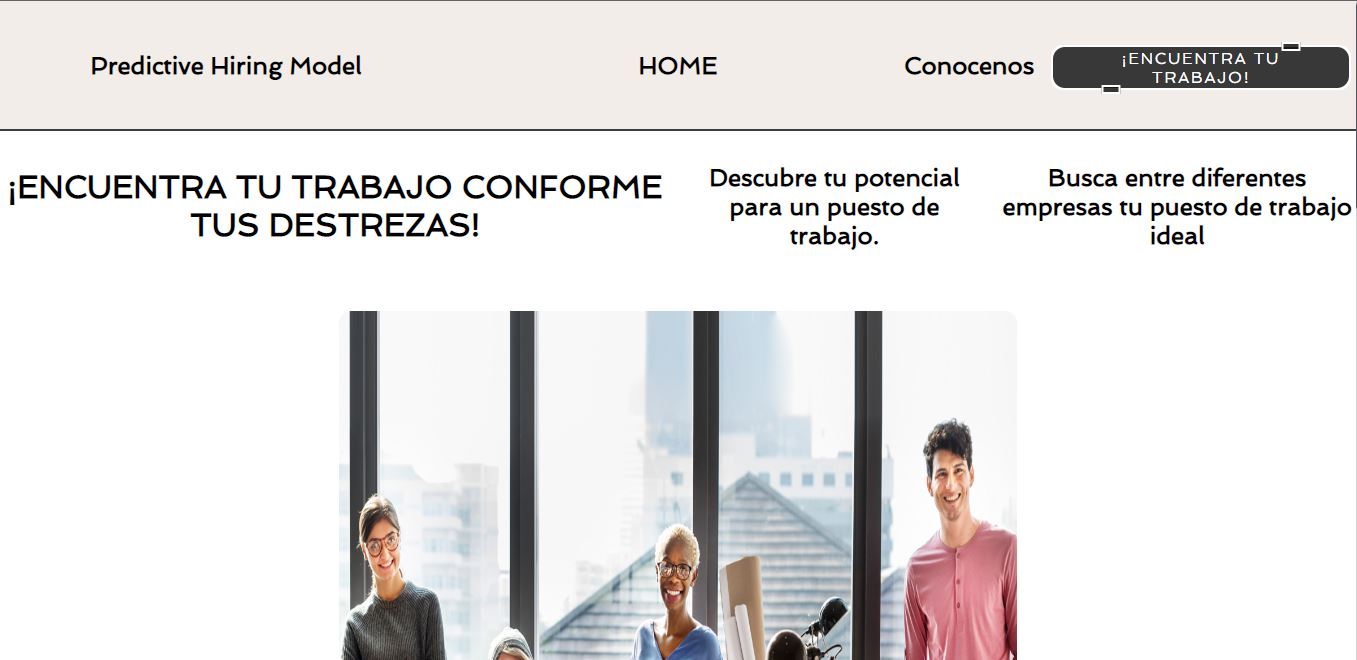 Predictive Hiring Model
HOME
Conocenos
¡ENCUENTRA TU
TRABAJO!
¡ENCUENTRA TU TRABAJO CONFORME
TUS DESTREZAS!
Descubre tu potencial
para un puesto de
trabajo.
Busca entre diferentes
empresas tu puesto de trabajo
ideal